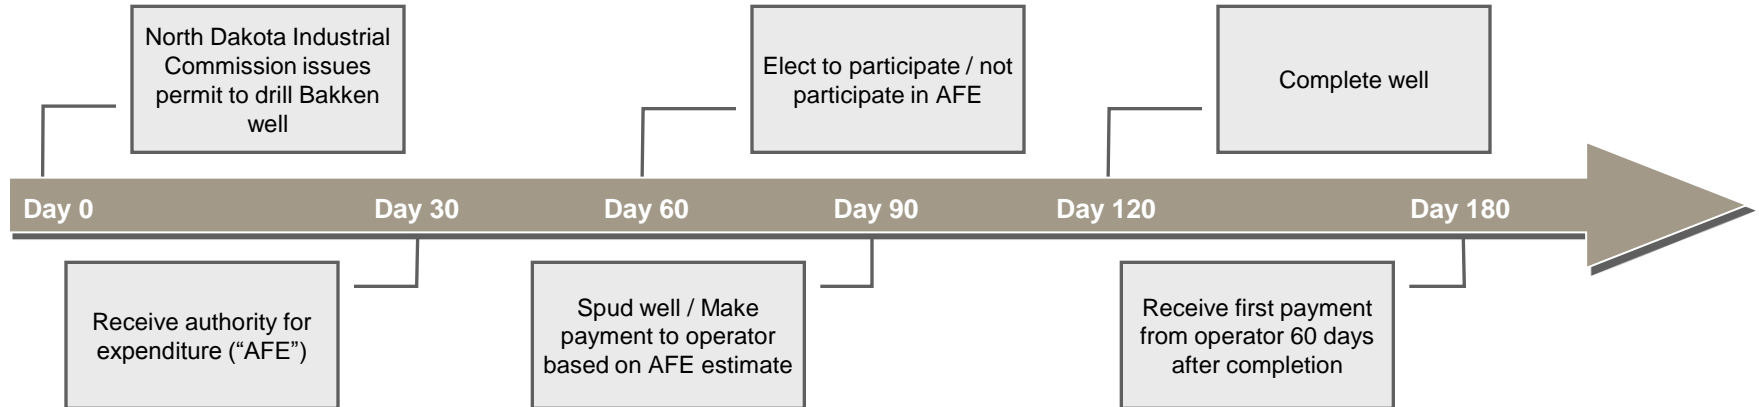 North Dakota Industrial
Commission issues
permit to drill Bakken
well
Elect to participate / not
participate in AFE
Complete well
Day 0
Day 30
Day 60
Day 90
Day 120
Day 180
Receive authority for
expenditure (“AFE”)
Spud well / Make
payment to operator
based on AFE estimate
Receive first payment
from operator 60 days
after completion